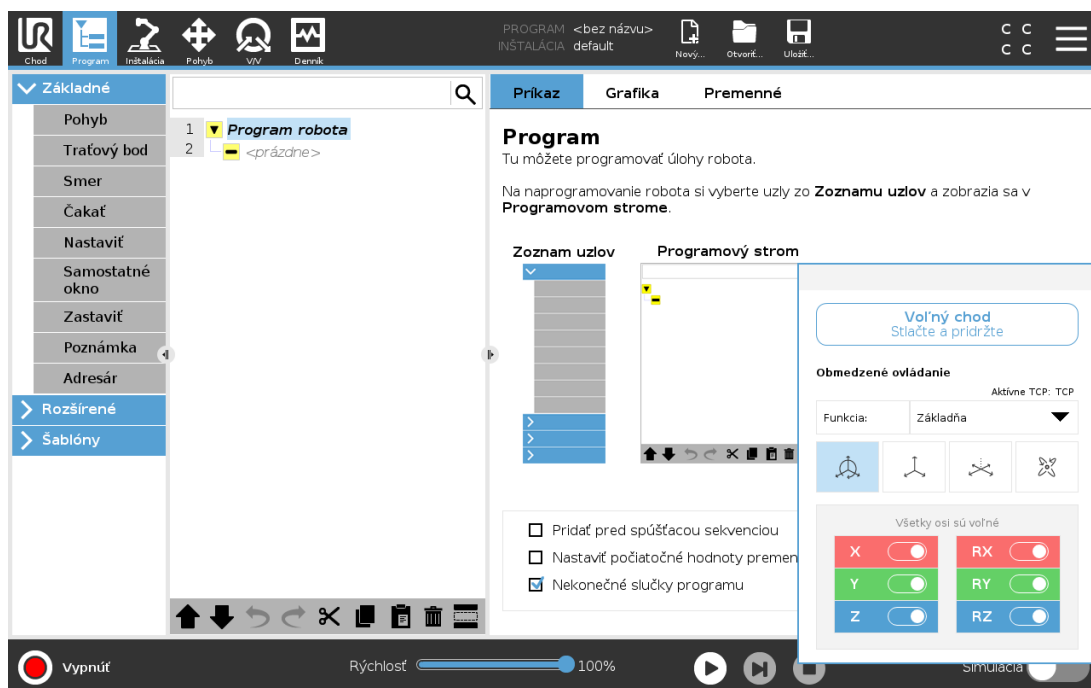 UR
Chod
Program
Inštalácia
Pohyb
V/V
Denník
PROGRAM <bez názvu>
INŠTALÁCIA default
Nový...
Otvoriť...
Uložiť...
C C
C C
Základné
Pohyb
Traťový bod
Smer
Čakať
Nastaviť
Samostatné
okno
Zastaviť
Poznámka
Adresár
Rozšírené
Šablóny
1 Program robota
2 <prázdne>
Príkaz Grafika Premenné
Program
Tu môžete programovať úlohy robota.
Na naprogramovanie robota si vyberte uzly zo Zoznamu uzlov a zobrazia sa v
Programovom strome.
Zoznam uzlov
Programový strom
Pridať pred spúšťacou sekvenciou
Nastaviť počiatočné hodnoty premen
Nekonečné slučky programu
Voľný chod
Stlačte a pridržte
Obmedzené ovládanie
Aktívne TCP: TCP
Funkcia: Základňa
Všetky osi sú voľné
X RX
Y RY
Z RZ
Vypnúť
Rýchlosť 100%
Simulácia